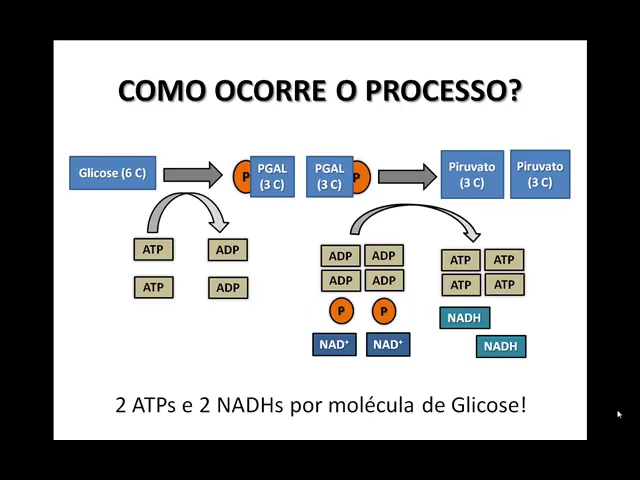 COMO OCORRE O PROCESSO?
Glicose (6 C)
P
PGAL
(3 C)
PGAL
(3 C)
P
Piruvato
(3 C)
Piruvato
(3 C)
ATP
ADP
ATP
ADP
ADP
ADP
ADP
ADP
P
P
NAD⁺
NAD⁺
ATP
ATP
ATP
ATP
NADH
NADH
2 ATPs e 2 NADHs por molécula de Glicose!